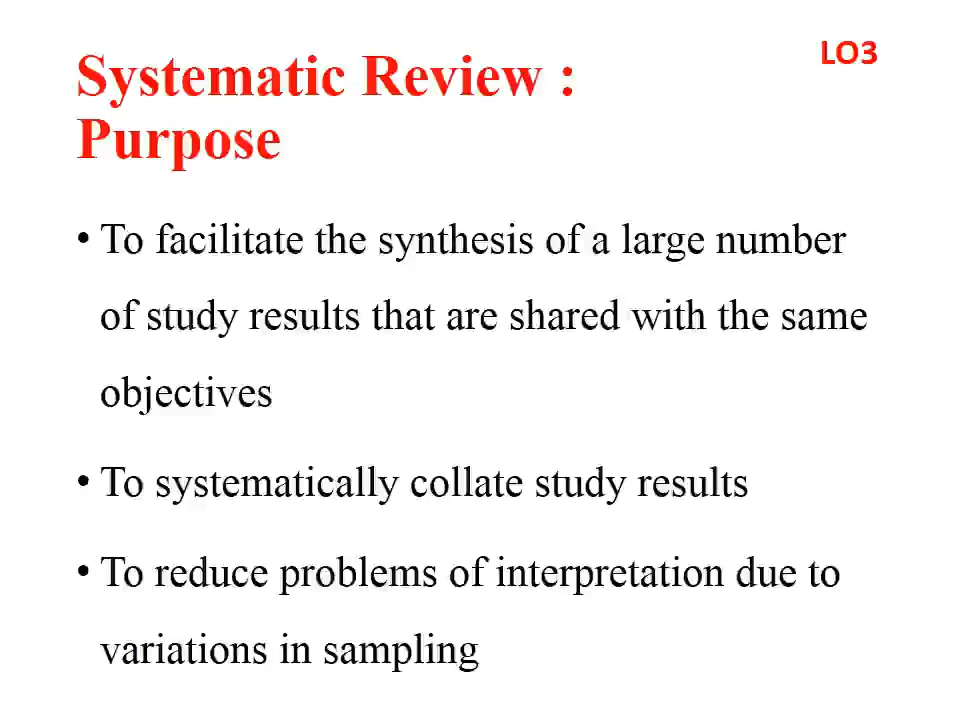 LO3
Systematic Review :
Purpose
• To facilitate the synthesis of a large number
of study results that are shared with the same
objectives
• To systematically collate study results
• To reduce problems of interpretation due to
variations in sampling